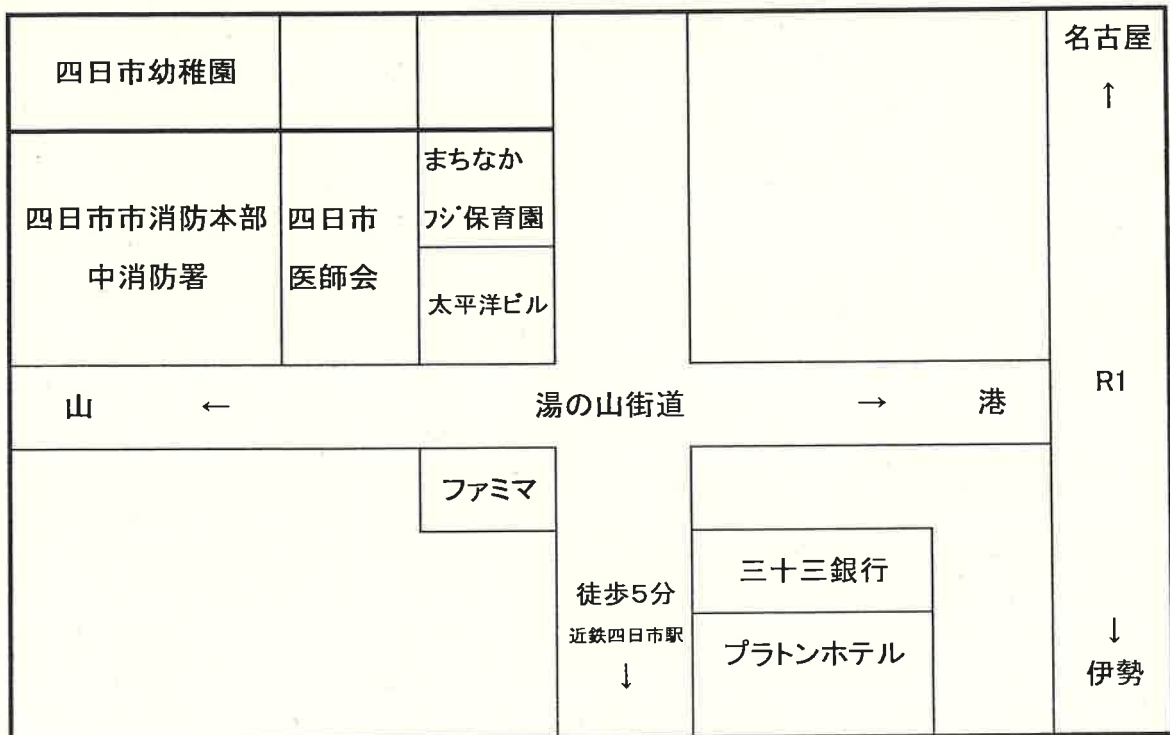 四日市幼稚園
名古屋
↑
四日市市消防本部
中消防署
四日市
医師会
まちなか
フジ保育園
太平洋ビル
R1
山 ← 湯の山街道 → 港
ファミマ
三十三銀行
徒歩5分
近鉄四日市駅
↓
プラトンホテル
↓
伊勢